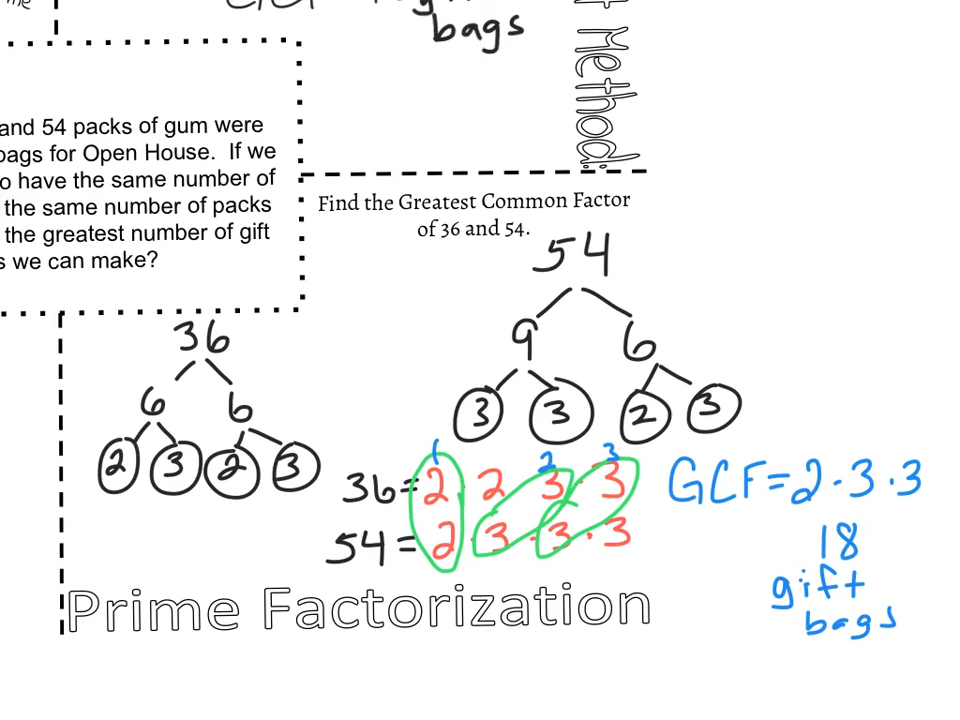 bags
t Method:
and 54 packs of gum were
bags for Open House. If we
o have the same number of
the same number of packs
the greatest number of gift
s we can make?
Find the Greatest Common Factor
of 36 and 54.
54
9 6
3 3 2 3
36
6 6
2 3 2 3
1 2 3
36 = 2 2 3 · 3
54 = 2 · 3 · 3 · 3
GCF = 2 · 3 · 3
18
gift
bags
Prime Factorization